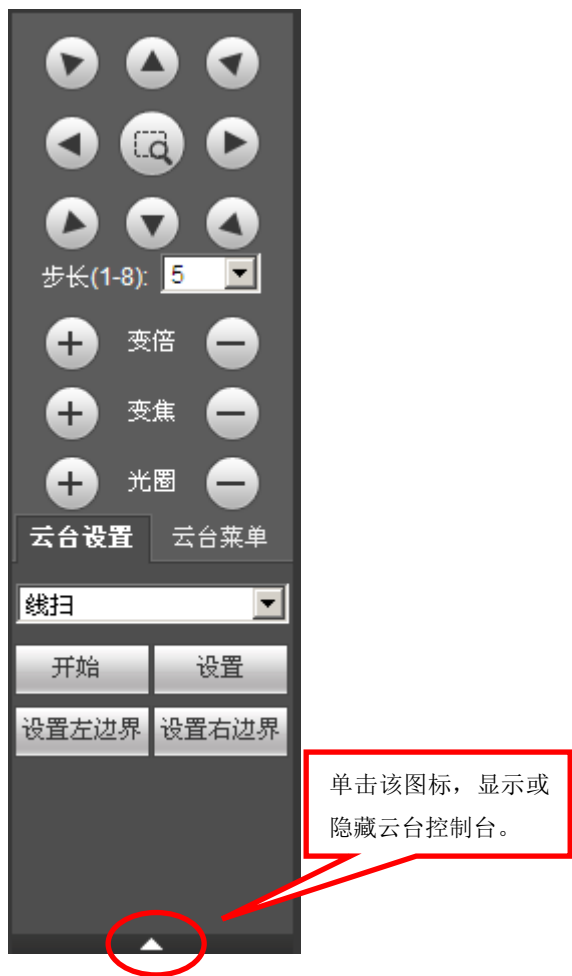 步长(1-8): 5
变倍
变焦
光圈
云台设置 云台菜单
线扫
开始 设置
设置左边界 设置右边界
单击该图标，显示或
隐藏云台控制台。